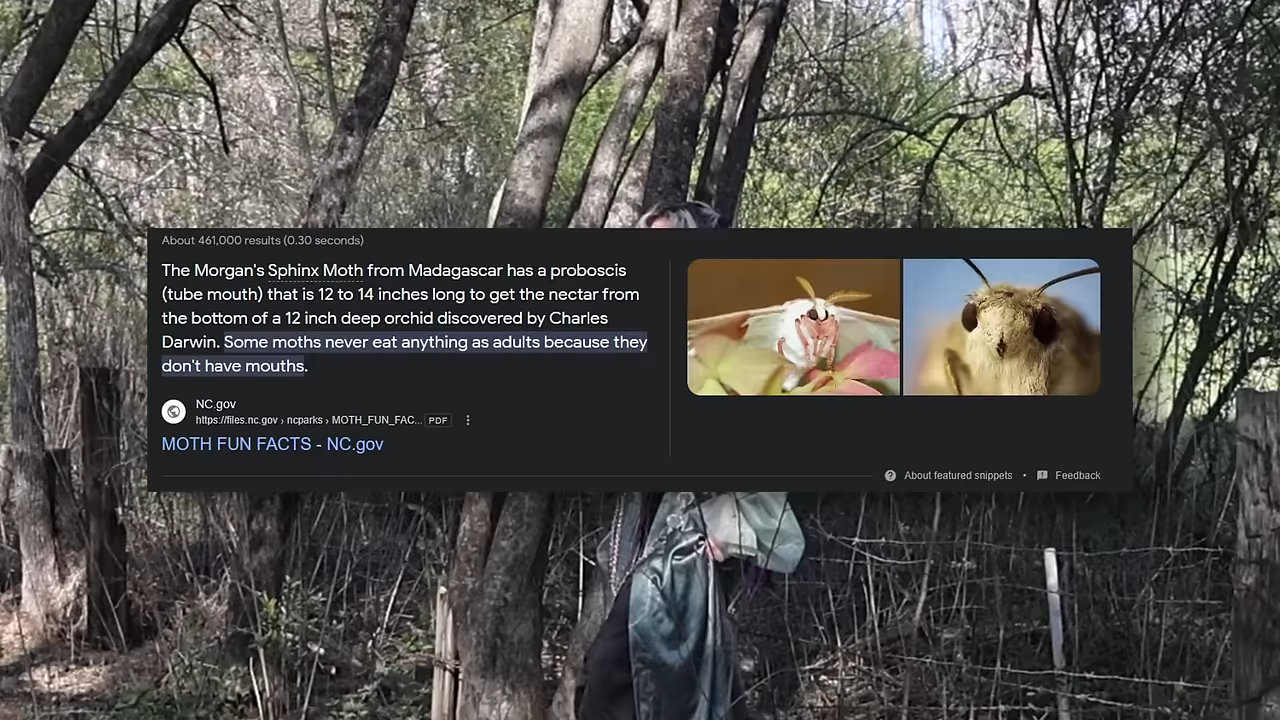 About 461,000 results (0.30 seconds)
The Morgan's Sphinx Moth from Madagascar has a proboscis
(tube mouth) that is 12 to 14 inches long to get the nectar from
the bottom of a 12 inch deep orchid discovered by Charles
Darwin. Some moths never eat anything as adults because they
don't have mouths.
NC.gov
https://files.nc.gov › ncparks › MOTH_FUN_FAC... PDF
MOTH FUN FACTS - NC.gov
About featured snippets • Feedback